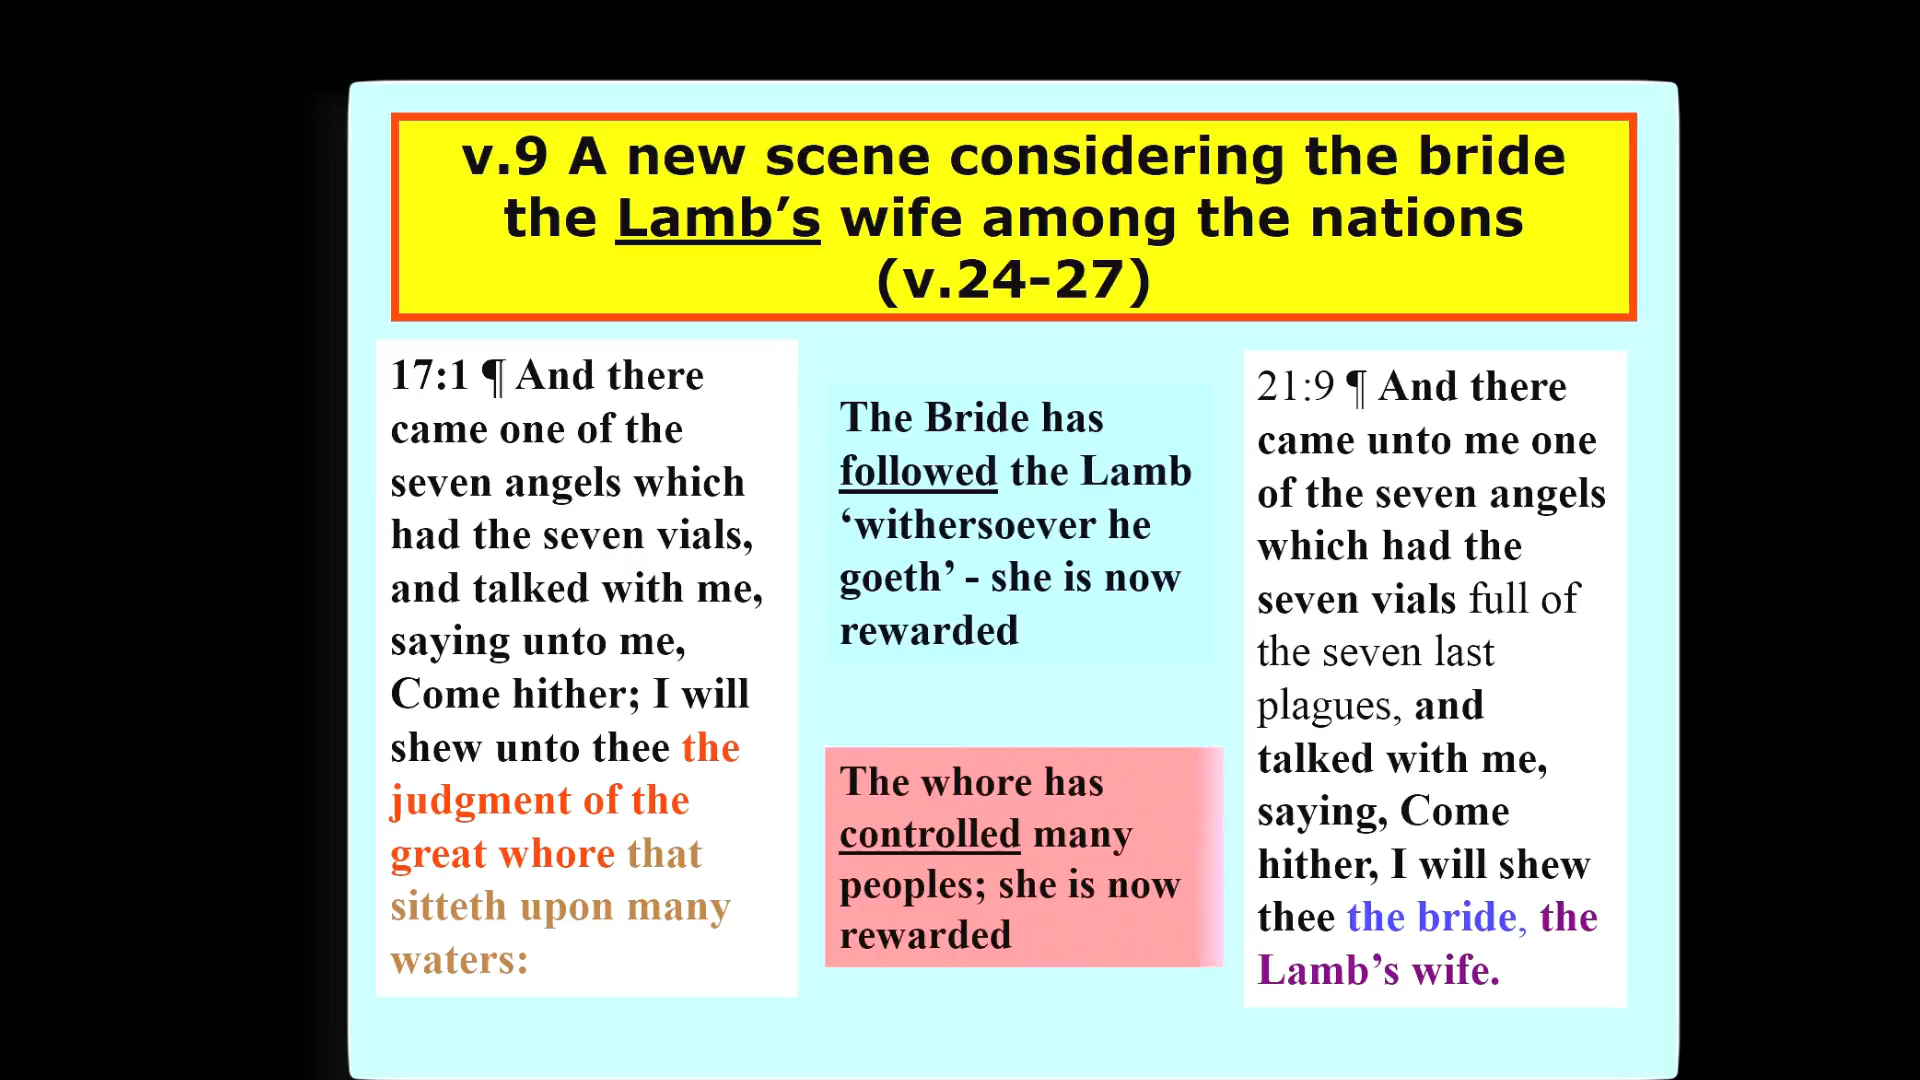 v.9 A new scene considering the bride
the Lamb’s wife among the nations
(v.24-27)
17:1 ¶ And there
came one of the
seven angels which
had the seven vials,
and talked with me,
saying unto me,
Come hither; I will
shew unto thee the
judgment of the
great whore that
sitteth upon many
waters:
The Bride has
followed the Lamb
‘withersoever he
goeth’ - she is now
rewarded
The whore has
controlled many
peoples; she is now
rewarded
21:9 ¶ And there
came unto me one
of the seven angels
which had the
seven vials full of
the seven last
plagues, and
talked with me,
saying, Come
hither, I will shew
thee the bride, the
Lamb’s wife.